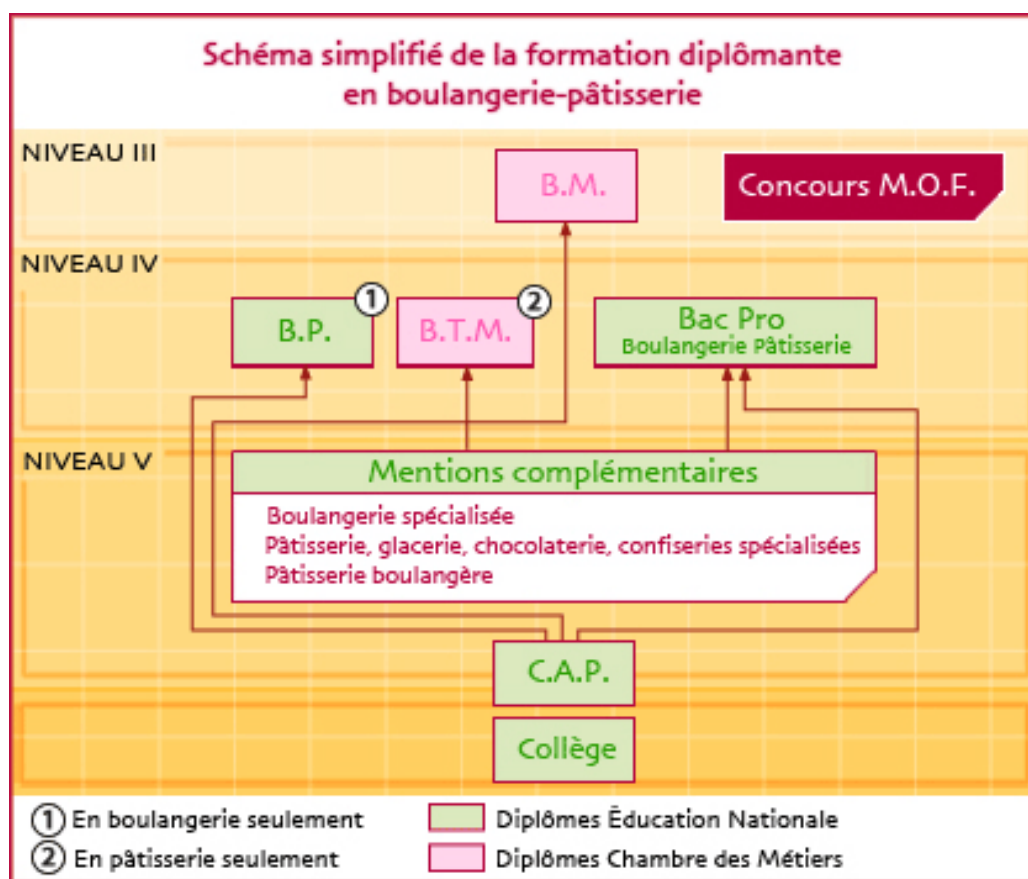 Schéma simplifié de la formation diplômante
en boulangerie-pâtisserie
NIVEAU III
B.M.
Concours M.O.F.
NIVEAU IV
B.P.
1
B.T.M.
2
Bac Pro
Boulangerie Pâtisserie
NIVEAU V
Mentions complémentaires
Boulangerie spécialisée
Pâtisserie, glacerie, chocolaterie, confiseries spécialisées
Pâtisserie boulangère
C.A.P.
Collège
1 En boulangerie seulement
Diplômes Éducation Nationale
2 En pâtisserie seulement
Diplômes Chambre des Métiers